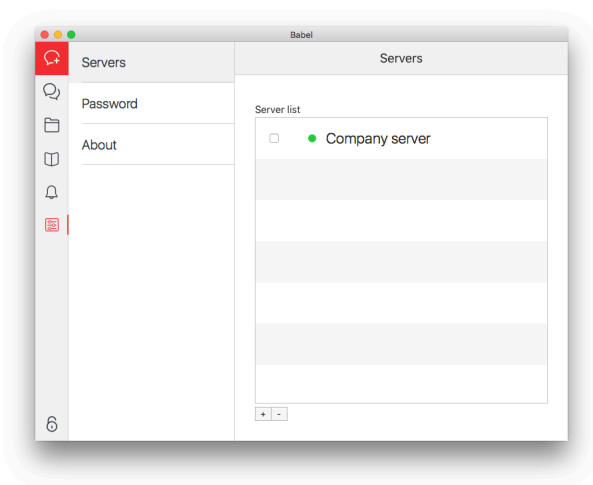 Babel
Servers
Password
About
Servers
Server list
Company server
+ -